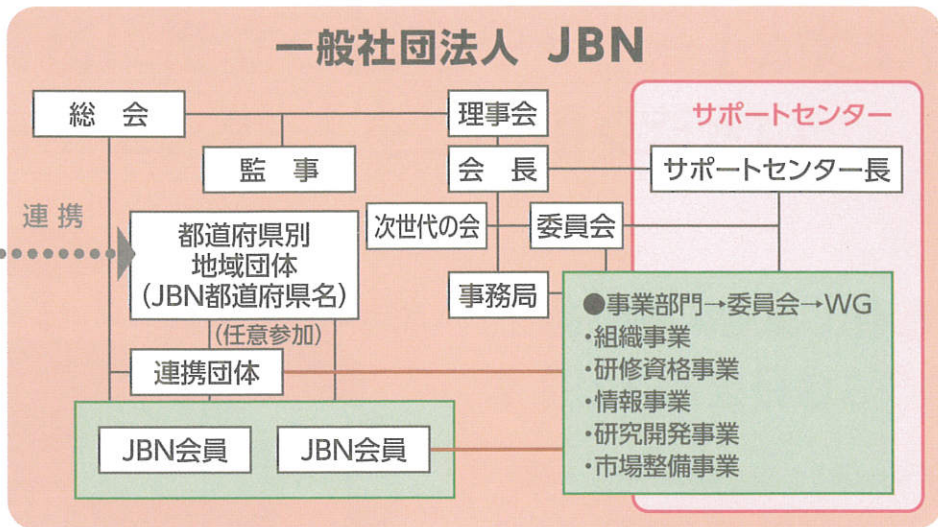 一般社団法人 JBN
総 会
理事会
サポートセンター
監 事
会 長
サポートセンター長
連 携
都道府県別
地域団体
(JBN都道府県名)
次世代の会
委員会
事務局
(任意参加)
連携団体
JBN会員
JBN会員
●事業部門→委員会→WG
・組織事業
・研修資格事業
・情報事業
・研究開発事業
・市場整備事業